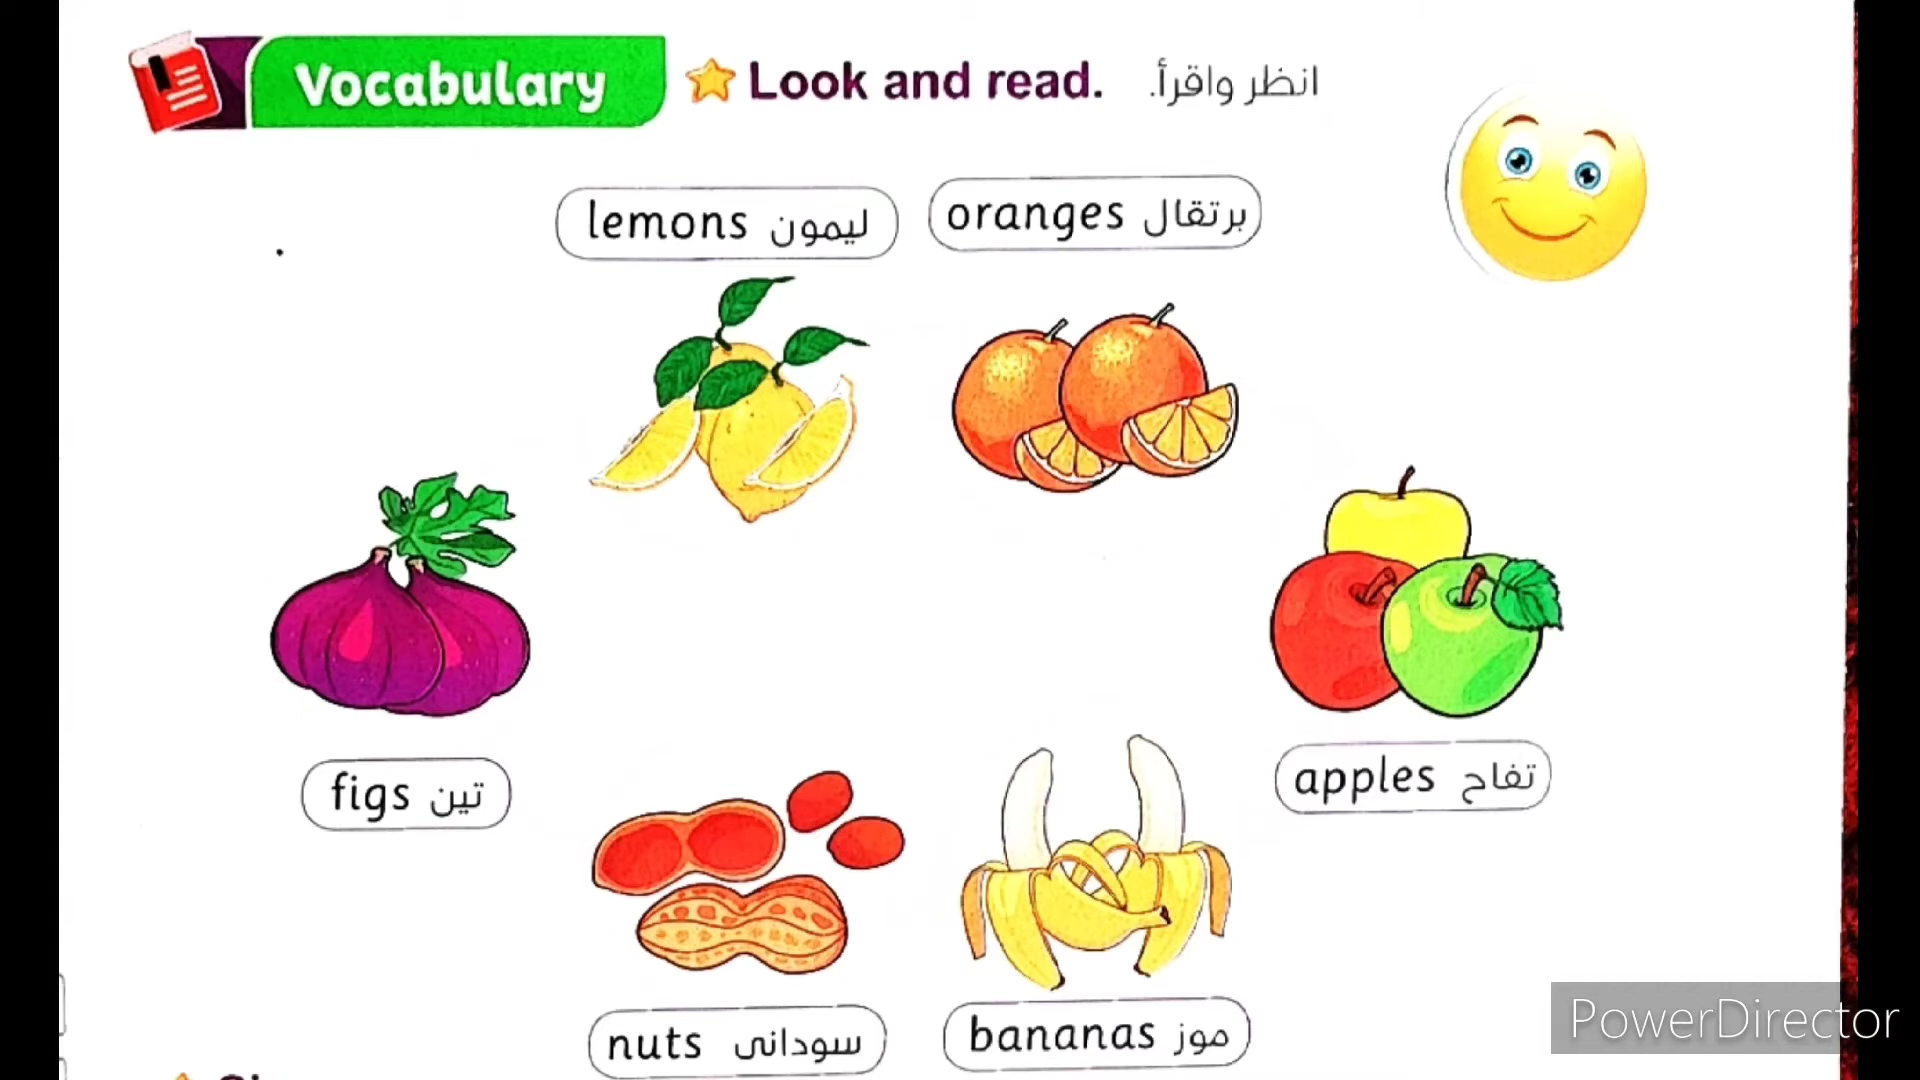 Vocabulary
Look and read. انظر واقرأ.
lemons ليمون
oranges برتقال
figs تين
apples تفاح
nuts سودانى
bananas موز
PowerDirector